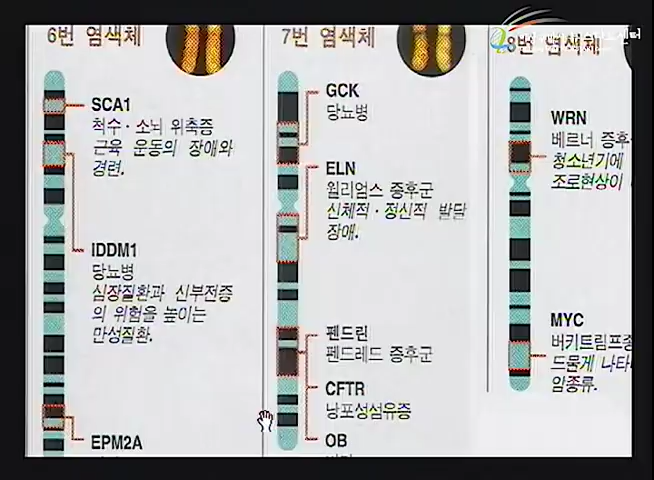 6번 염색체
SCA1
척수·소뇌 위축증
근육 운동의 장애와
경련.
IDDM1
당뇨병
심장질환과 신부전증
의 위험을 높이는
만성질환.
EPM2A
7번 염색체
GCK
당뇨병
ELN
윌리엄스 증후군
신체적·정신적 발달
장애.
펜드린
펜드레드 증후군
CFTR
낭포성섬유증
OB
8번 염색체
WRN
베르너 증후
청소년기에
조로현상이
MYC
버키트림프종
드물게 나타
암종류.